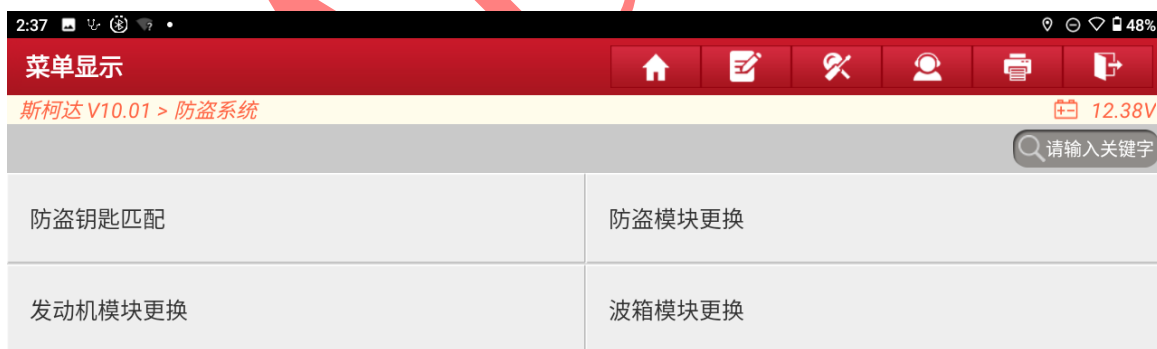 2:37
48%
菜单显示
斯柯达 V10.01 > 防盗系统
12.38V
请输入关键字
防盗钥匙匹配
防盗模块更换
发动机模块更换
波箱模块更换